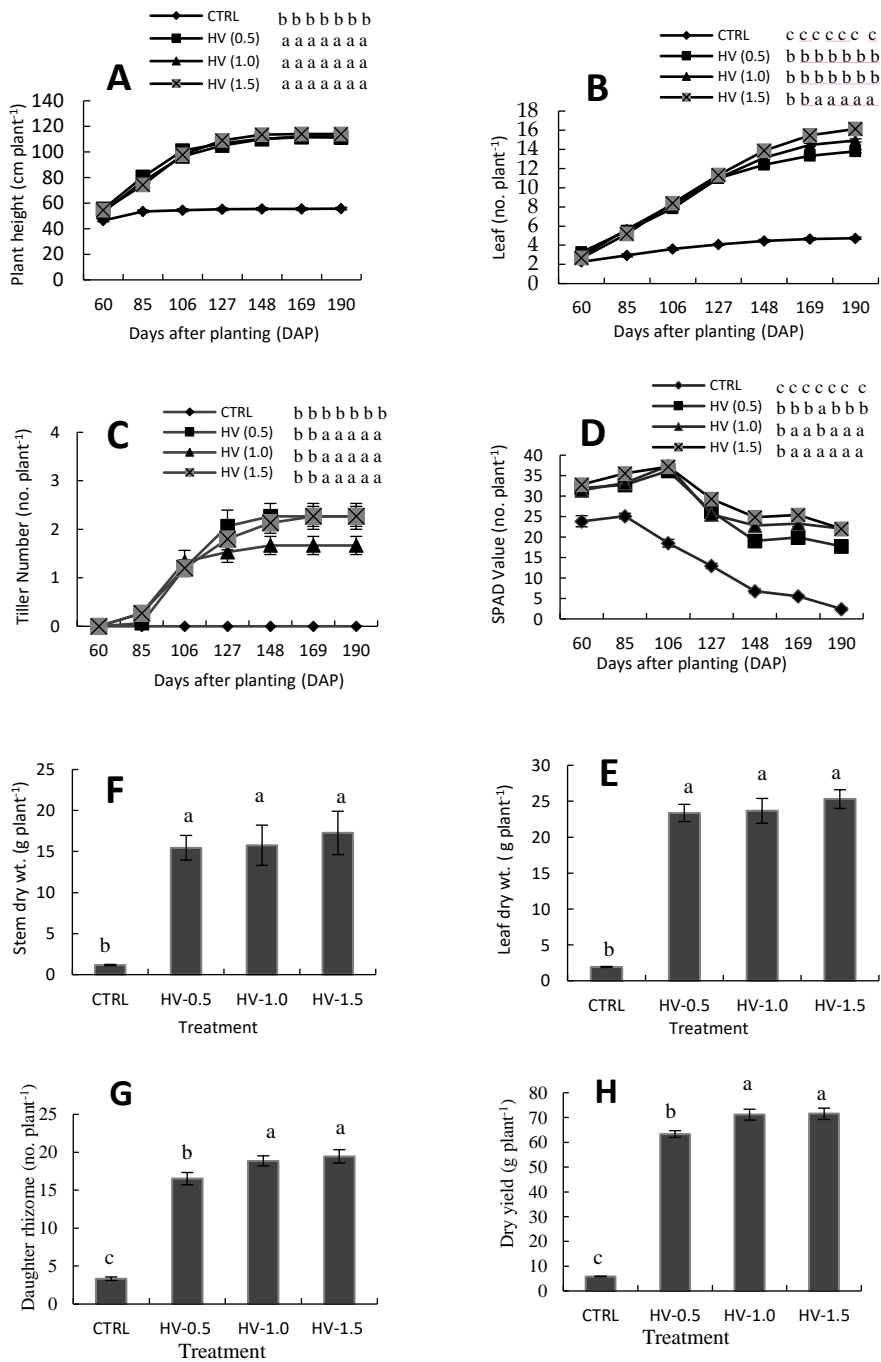 CTRL b b b b b b b
HV (0.5) a a a a a a a
HV (1.0) a a a a a a a
HV (1.5) a a a a a a a
A
Plant height (cm plant⁻¹)
140
120
100
80
60
40
20
0
60 85 106 127 148 169 190
Days after planting (DAP)
CTRL c c c c c c c
HV (0.5) b b b b b b b
HV (1.0) b b b b b b b
HV (1.5) b b a a a a a
B
Leaf (no. plant⁻¹)
18
16
14
12
10
8
6
4
2
0
60 85 106 127 148 169 190
Days after planting (DAP)
CTRL b b b b b b b
HV (0.5) b b a a a a a
HV (1.0) b b a a a a a
HV (1.5) b b a a a a a
C
Tiller Number (no. plant⁻¹)
4
3
2
1
0
60 85 106 127 148 169 190
Days after planting (DAP)
CTRL c c c c c c c
HV (0.5) b b b a b b b
HV (1.0) b a a b a a a
HV (1.5) b a a a a a a
D
SPAD Value (no. plant⁻¹)
40
35
30
25
20
15
10
5
0
60 85 106 127 148 169 190
Days after planting (DAP)
F
Stem dry wt. (g plant⁻¹)
25
20
15
10
5
0
b a a a
CTRL HV-0.5 HV-1.0 HV-1.5
Treatment
E
Leaf dry wt. ( g plant⁻¹)
30
25
20
15
10
5
0
b a a a
CTRL HV-0.5 HV-1.0 HV-1.5
Treatment
G
Daughter rhizome (no. plant⁻¹)
25
20
15
10
5
0
c b a a
CTRL HV-0.5 HV-1.0 HV-1.5
Treatment
H
Dry yield (g plant⁻¹)
80
70
60
50
40
30
20
10
0
c b a a
CTRL HV-0.5 HV-1.0 HV-1.5
Treatment